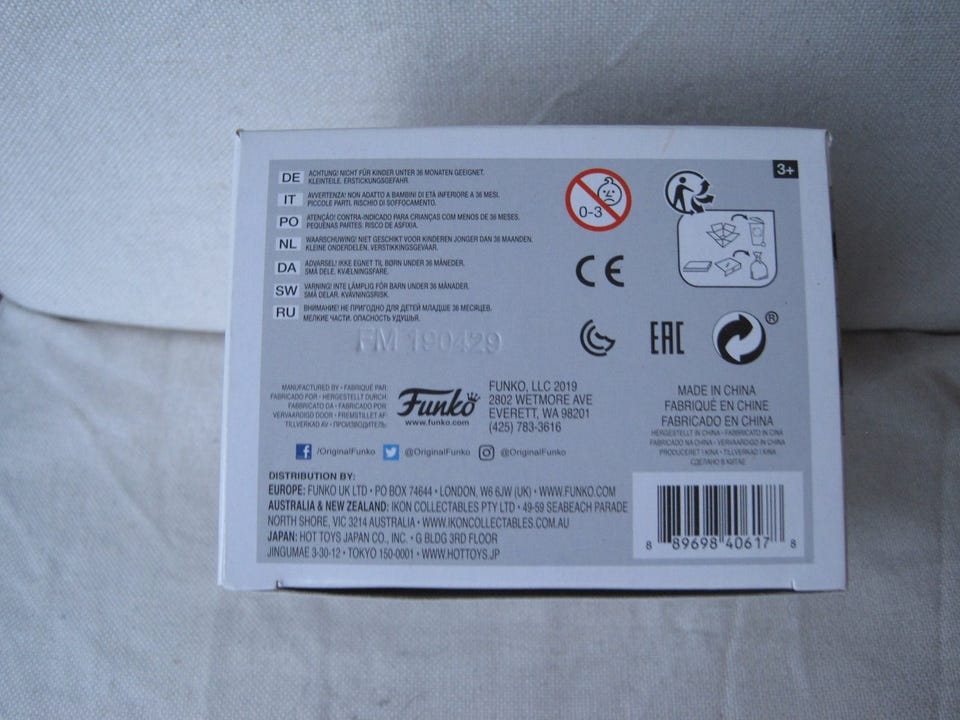 3+
DE ACHTUNG! NICHT FÜR KINDER UNTER 36 MONATEN GEEIGNET.
KLEINTEILE. ERSTICKUNGSGEFAHR.
IT AVVERTENZA! NON ADATTO A BAMBINI DI ETÀ INFERIORE A 36 MESI.
PICCOLE PARTI. RISCHIO DI SOFFOCAMENTO.
PO ATENÇÃO! CONTRA-INDICADO PARA CRIANÇAS COM MENOS DE 36 MESES.
PEQUENAS PARTES. RISCO DE ASFIXIA.
NL WAARSCHUWING! NIET GESCHIKT VOOR KINDEREN JONGER DAN 36 MAANDEN.
KLEINE ONDERDELEN. VERSTIKKINGSGEVAAR.
DA ADVARSEL! IKKE EGNET TIL BØRN UNDER 36 MÅNEDER.
SMÅ DELE. KVÆLNINGSFARE.
SW VARNING! INTE LÄMPLIG FÖR BARN UNDER 36 MÅNADER.
SMÅ DELAR. KVÄVNINGSRISK.
RU ВНИМАНИЕ! НЕ ПРИГОДНО ДЛЯ ДЕТЕЙ МЛАДШЕ 36 МЕСЯЦЕВ.
МЕЛКИЕ ЧАСТИ. ОПАСНОСТЬ УДУШЬЯ.
FM 190429
0-3
CE
EAC
®
MANUFACTURED BY • FABRIQUÉ PAR
FABRICADO POR • HERGESTELLT DURCH
FABBRICATO DA • FABRICADO POR
VERVAARDIGD DOOR • FREMSTILLET AF
TILLVERKAD AV • ПРОИЗВОДИТЕЛЬ:
Funko
www.funko.com
FUNKO, LLC 2019
2802 WETMORE AVE
EVERETT, WA 98201
(425) 783-3616
/OriginalFunko @OriginalFunko @OriginalFunko
MADE IN CHINA
FABRIQUÉ EN CHINE
FABRICADO EN CHINA
HERGESTELLT IN CHINA • FABBRICATO IN CINA
FABRICADO NA CHINA • VERVAARDIGD IN CHINA
PRODUCERET I KINA • TILLVERKAD I KINA
СДЕЛАНО В КИТАЕ
DISTRIBUTION BY:
EUROPE: FUNKO UK LTD • PO BOX 74644 • LONDON, W6 6JW (UK) • WWW.FUNKO.COM
AUSTRALIA & NEW ZEALAND: IKON COLLECTABLES PTY LTD • 49-59 SEABEACH PARADE
NORTH SHORE, VIC 3214 AUSTRALIA • WWW.IKONCOLLECTABLES.COM.AU
JAPAN: HOT TOYS JAPAN CO., INC. • G BLDG 3RD FLOOR
JINGUMAE 3-30-12 • TOKYO 150-0001 • WWW.HOTTOYS.JP
8 89698 40617 8